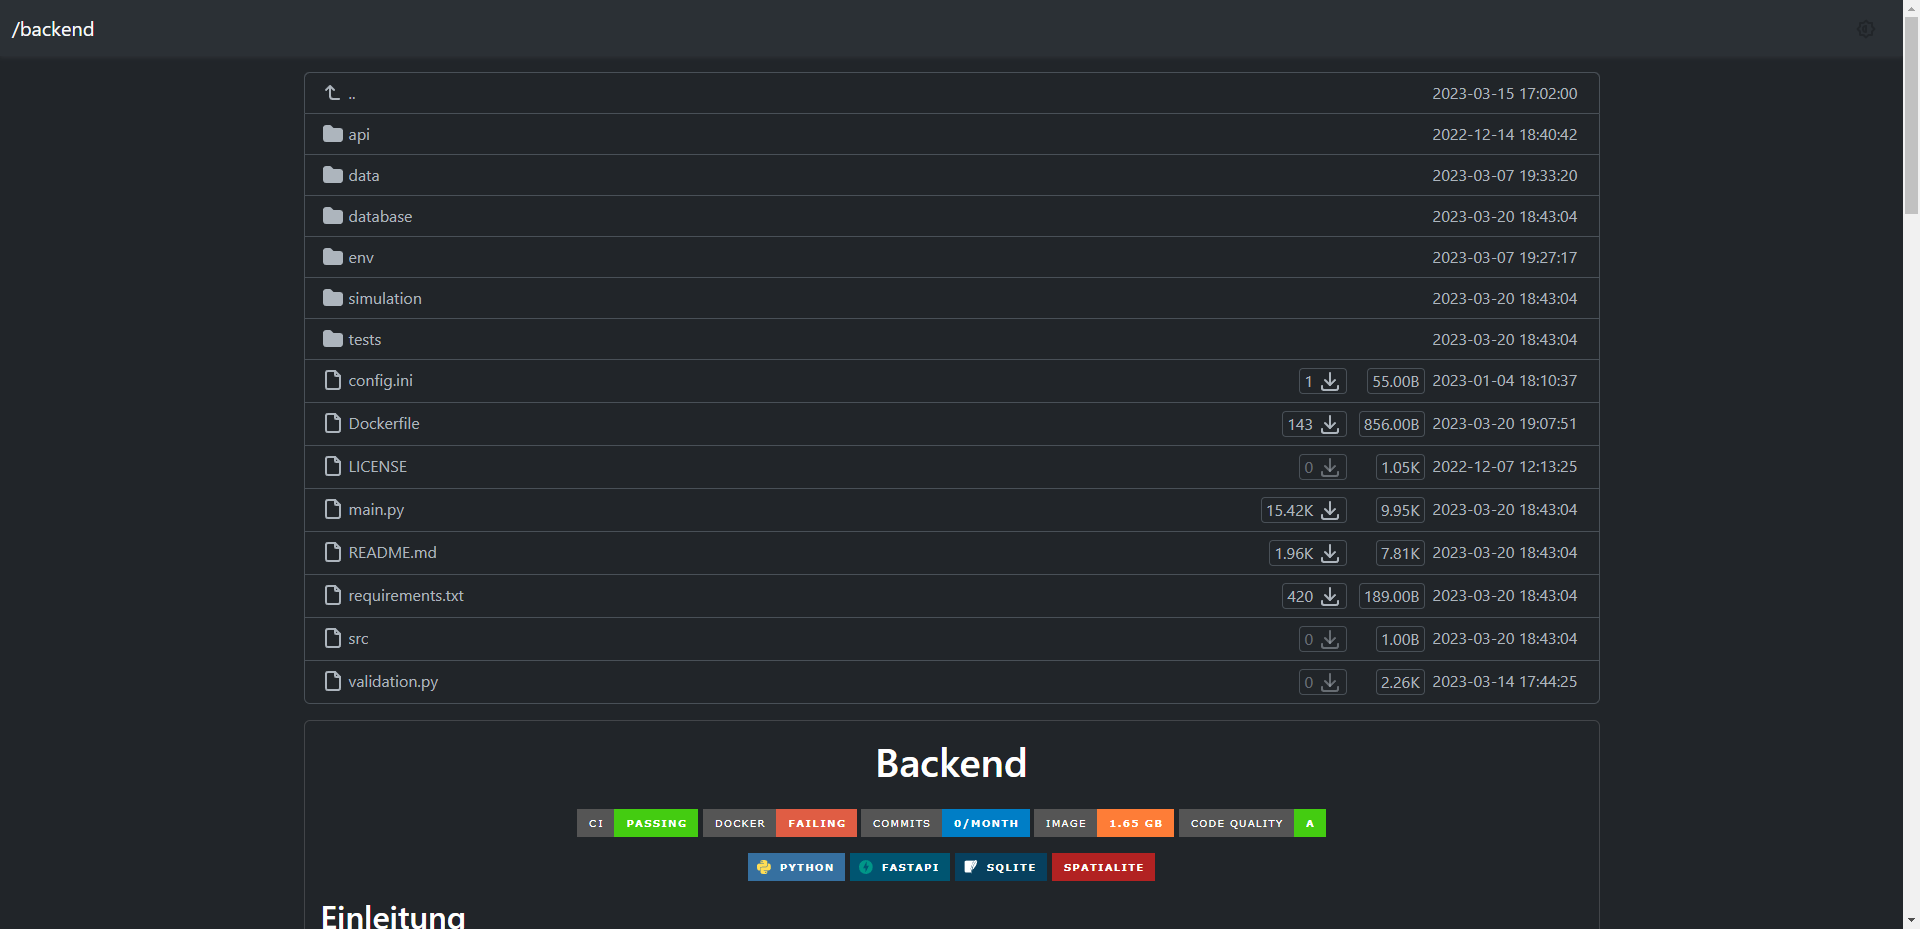 /backend
.. 2023-03-15 17:02:00
api 2022-12-14 18:40:42
data 2023-03-07 19:33:20
database 2023-03-20 18:43:04
env 2023-03-07 19:27:17
simulation 2023-03-20 18:43:04
tests 2023-03-20 18:43:04
config.ini 1 55.00B 2023-01-04 18:10:37
Dockerfile 143 856.00B 2023-03-20 19:07:51
LICENSE 0 1.05K 2022-12-07 12:13:25
main.py 15.42K 9.95K 2023-03-20 18:43:04
README.md 1.96K 7.81K 2023-03-20 18:43:04
requirements.txt 420 189.00B 2023-03-20 18:43:04
src 0 1.00B 2023-03-20 18:43:04
validation.py 0 2.26K 2023-03-14 17:44:25
Backend
CI PASSING DOCKER FAILING COMMITS 0/MONTH IMAGE 1.65 GB CODE QUALITY A
PYTHON FASTAPI SQLITE SPATIALITE
Einleitung